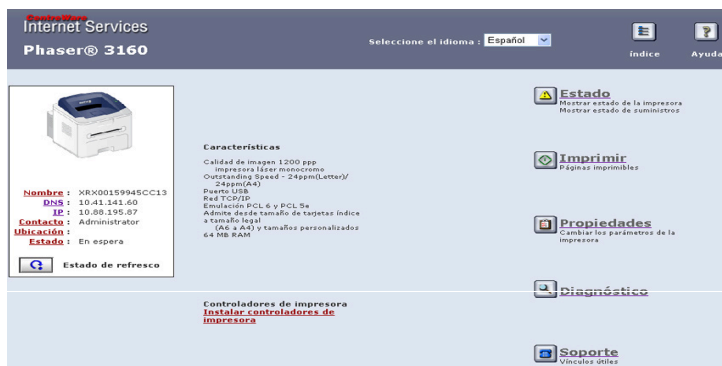 CentreWare
Internet Services
Phaser® 3160
Seleccione el idioma : Español
índice
Ayuda
Nombre : XRX00159945CC13
DNS : 10.41.141.60
IP : 10.88.195.87
Contacto : Administrator
Ubicación :
Estado : En espera
Estado de refresco
Características
Calidad de imagen 1200 ppp
impresora láser monocromo
Outstanding Speed - 24ppm(Letter)/
24ppm(A4)
Puerto USB
Red TCP/IP
Emulación PCL 6 y PCL 5e
Admite desde tamaño de tarjetas índice
a tamaño legal
(A6 a A4) y tamaños personalizados
64 MB RAM
Controladores de impresora
Instalar controladores de
impresora
Estado
Mostrar estado de la impresora
Mostrar estado de suministros
Imprimir
Páginas imprimibles
Propiedades
Cambiar los parámetros de la
impresora
Diagnóstico
Soporte
Vínculos útiles